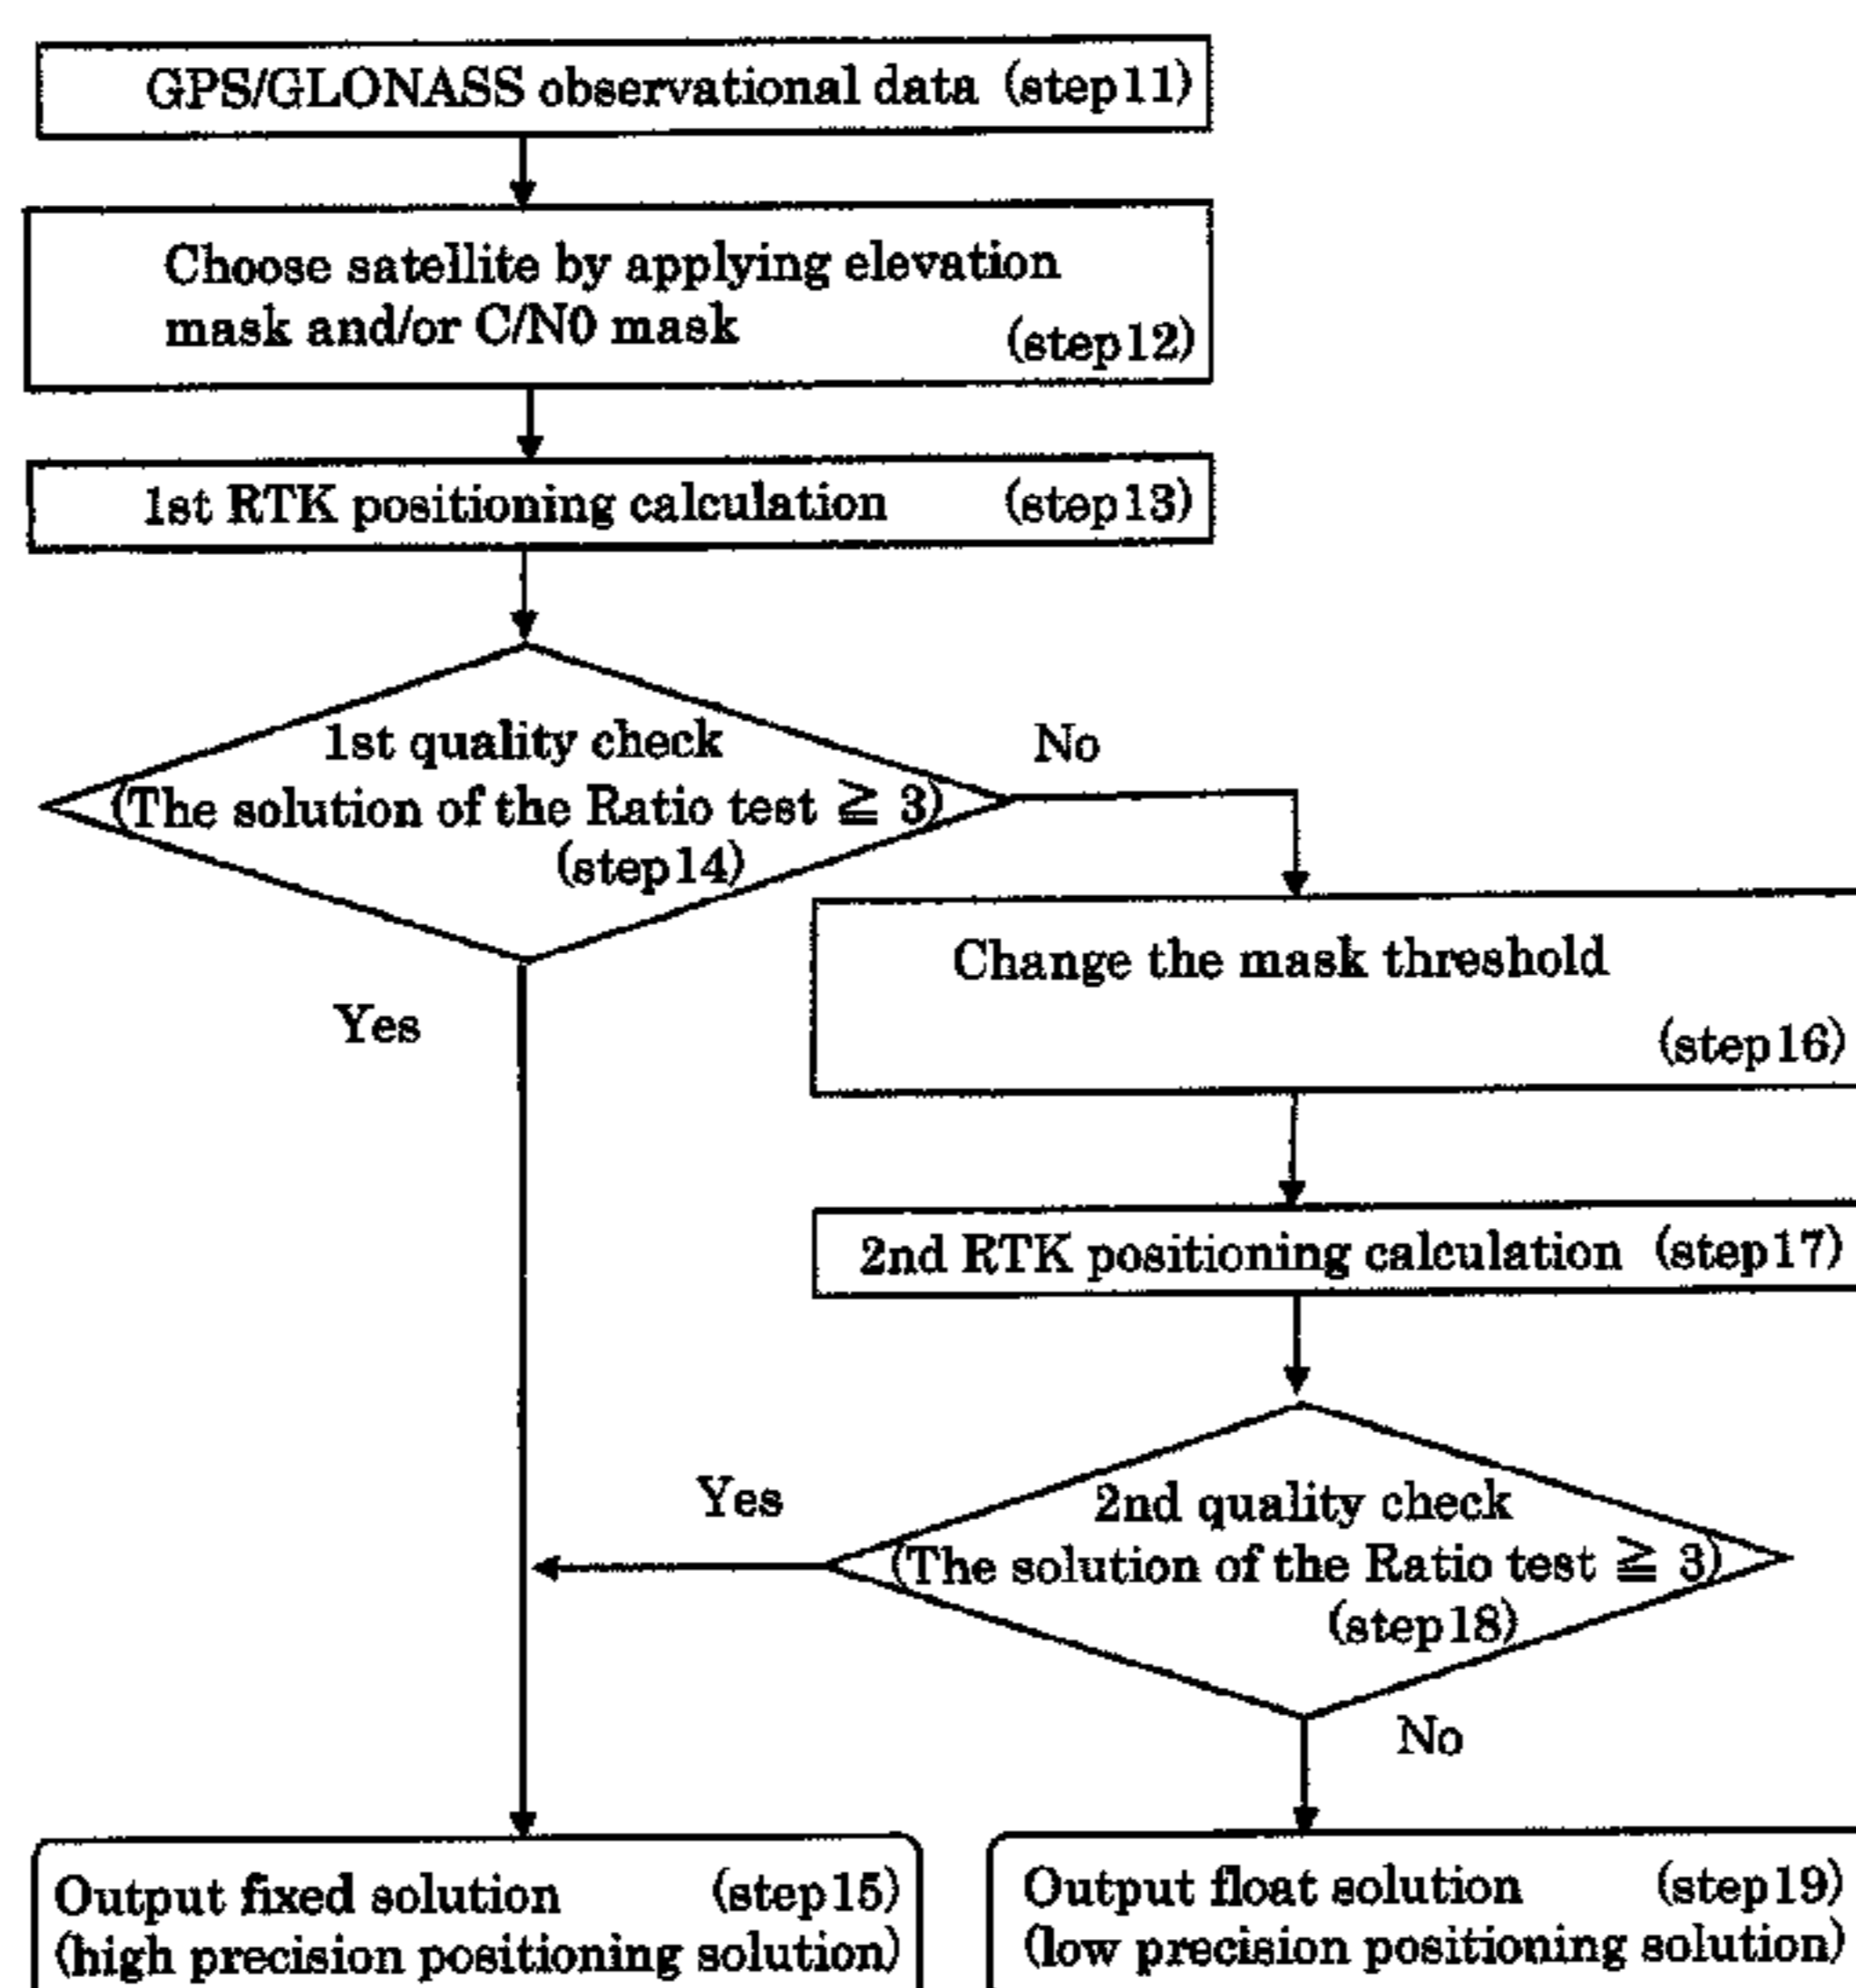 GPS/GLONASS observational data (step11)
Choose satellite by applying elevation
mask and/or C/N0 mask
(step12)
1st RTK positioning calculation (step13)
1st quality check
(The solution of the Ratio test ≧ 3)
(step14)
No
Yes
Change the mask threshold
(step16)
2nd RTK positioning calculation (step17)
Yes
2nd quality check
(The solution of the Ratio test ≧ 3)
(step18)
No
Output fixed solution (step15)
(high precision positioning solution)
Output float solution (step19)
(low precision positioning solution)